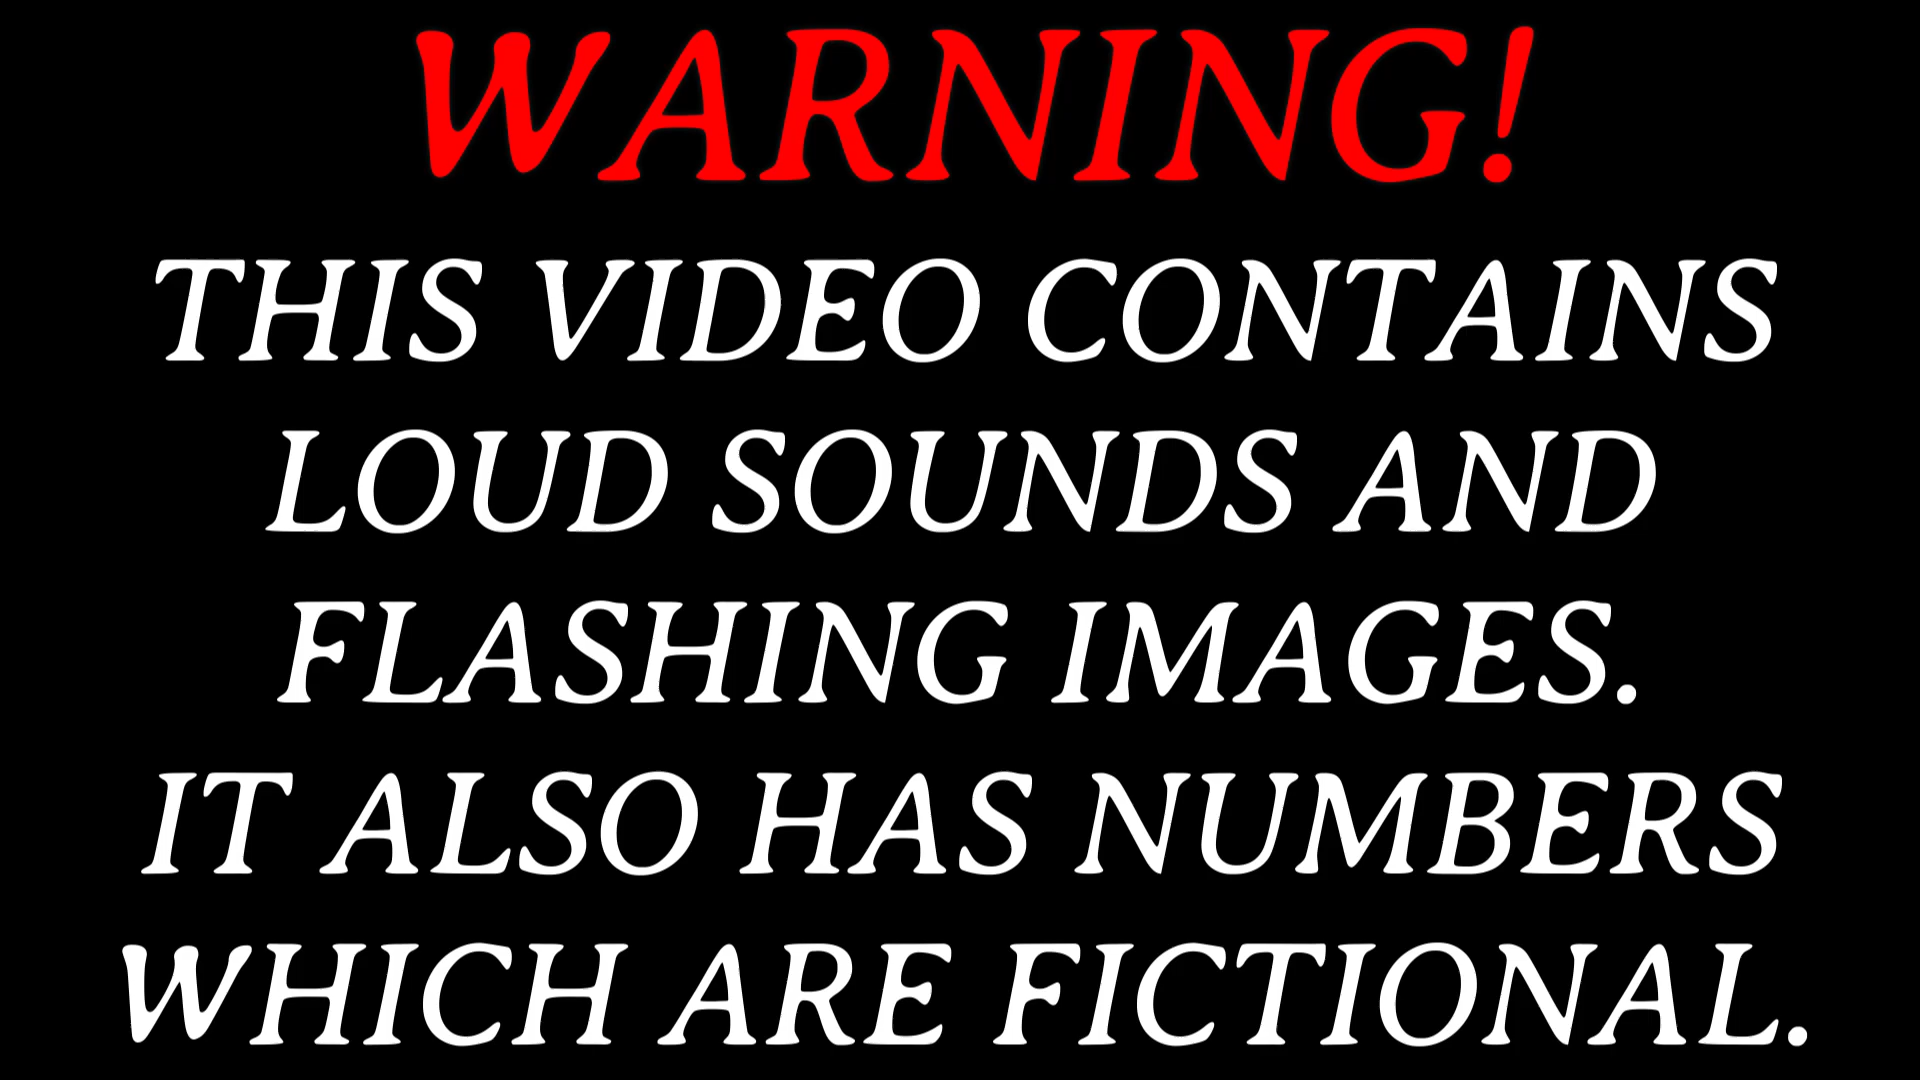 WARNING!
THIS VIDEO CONTAINS
LOUD SOUNDS AND
FLASHING IMAGES.
IT ALSO HAS NUMBERS
WHICH ARE FICTIONAL.